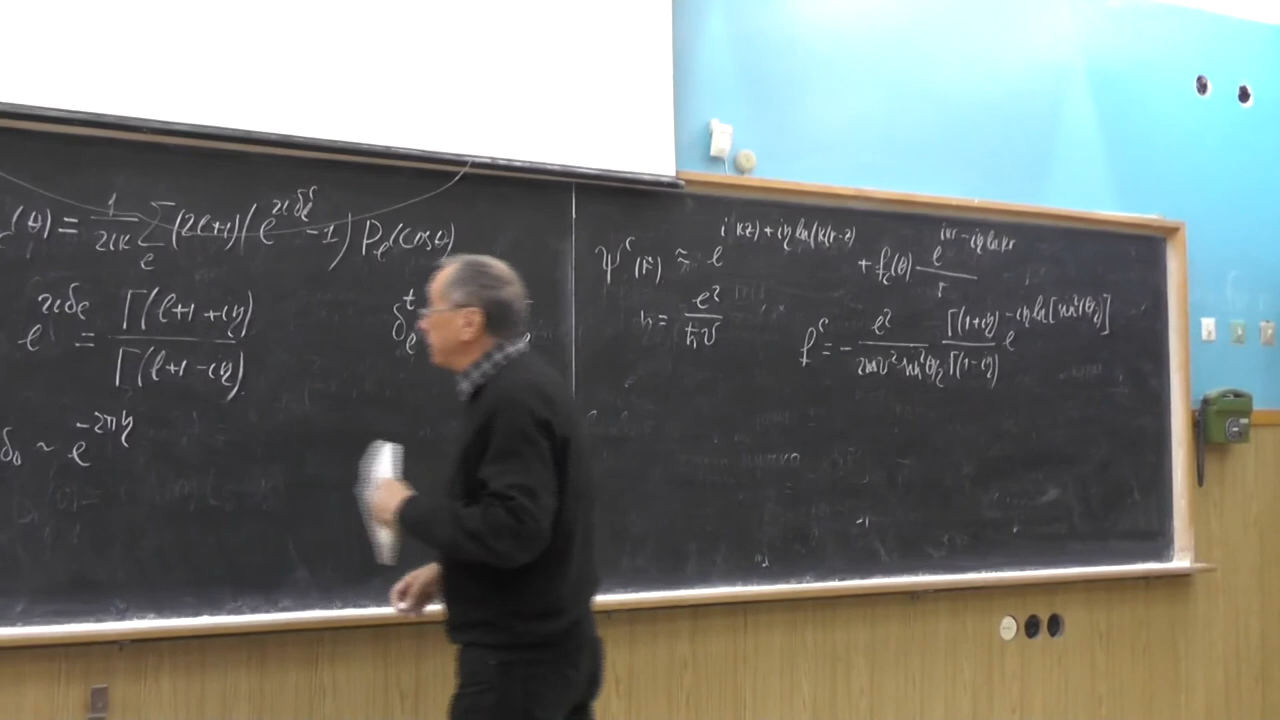 (θ) = 1/2ik Σ_l (2l+1)(e^{2iδ_l^c} -1) P_l(cosθ)
e^{2iδ_l} = Γ(l+1+iη)/Γ(l+1-iη)
δ_l^t
δ_0 ~ e^{-2πη}
ψ^c(r⃗) ≈ e^{i(kz)+iη ln(k(r-z)} + f_c(θ) e^{ikr-iη ln kr}/r
η = e²/ħv
f^c = - e²/2mv² sin²θ/2 Γ(1+iη)/Γ(1-iη) e^{-iη ln[sin²(θ/2)]}